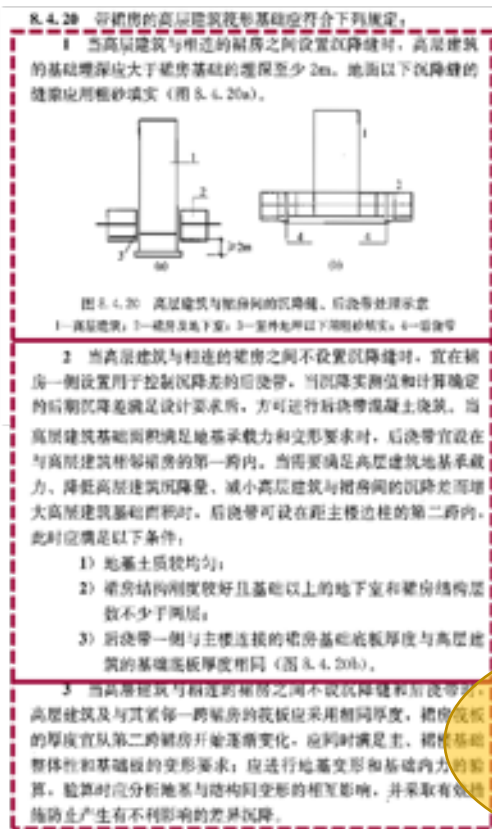 8.4.20 带裙房的高层建筑筏形基础应符合下列规定：
1 当高层建筑与相连的裙房之间设置沉降缝时，高层建筑
的基础埋深应大于裙房基础的埋深至少 2m。地面以下沉降缝的
缝隙应用粗砂填实（图 8.4.20a）。
1
2
3
≥2m
(a)
1
2
4
4
(b)
图 8.4.20 高层建筑与裙房间的沉降缝、后浇带处理示意
1—高层建筑；2—裙房及地下室；3—室外地坪以下用粗砂填实；4—后浇带
2 当高层建筑与相连的裙房之间不设置沉降缝时，宜在裙
房一侧设置用于控制沉降差的后浇带，当沉降实测值和计算确定
的后期沉降差满足设计要求后，方可进行后浇带混凝土浇筑。当
高层建筑基础面积满足地基承载力和变形要求时，后浇带宜设在
与高层建筑相邻裙房的第一跨内。当需要满足高层建筑地基承载
力、降低高层建筑沉降量、减小高层建筑与裙房间的沉降差而增
大高层建筑基础面积时，后浇带可设在距主楼边柱的第二跨内，
此时应满足以下条件：
1）地基土质较均匀；
2）裙房结构刚度较好且基础以上的地下室和裙房结构层
数不少于两层；
3）后浇带一侧与主楼连接的裙房基础底板厚度与高层建
筑的基础底板厚度相同（图 8.4.20b）。
3 当高层建筑与相连的裙房之间不设沉降缝和后浇带时，
高层建筑及与其紧邻一跨裙房的筏板应采用相同厚度，裙房筏板
的厚度宜从第二跨裙房开始逐渐变化，应同时满足主、裙楼基础
整体性和基础板的变形要求；应进行地基变形和基础内力的验
算，验算时应分析地基与结构间变形的相互影响，并采取有效措
施防止产生有不利影响的差异沉降。